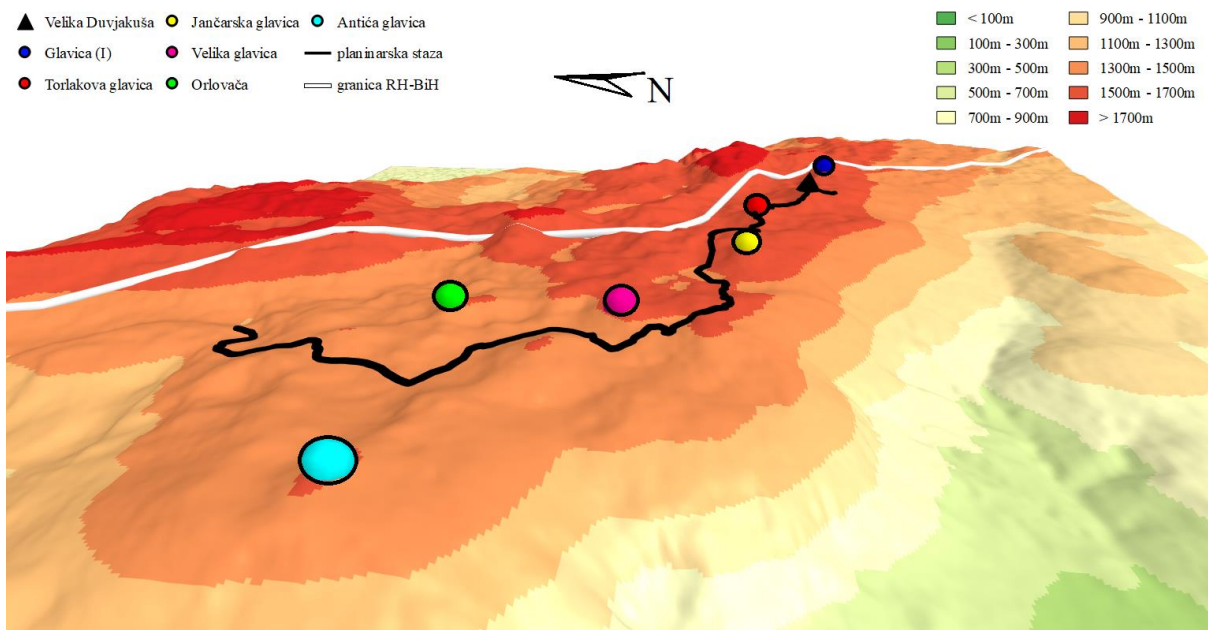 Velika Duvjakuša
Jančarska glavica
Antića glavica
Glavica (I)
Velika glavica
planinarska staza
Torlakova glavica
Orlovača
granica RH-BiH
N
< 100m
900m - 1100m
100m - 300m
1100m - 1300m
300m - 500m
1300m - 1500m
500m - 700m
1500m - 1700m
700m - 900m
> 1700m